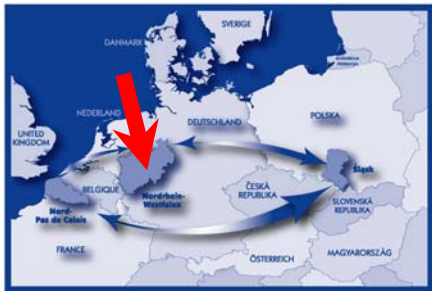 SVERIGE
DANMARK
NEDERLAND
UNITED
KINGDOM
DEUTSCHLAND
POLSKA
BELGIQUE
Nordrhein-
Westfalen
Śląsk
ČESKÁ
REPUBLIKA
SLOVENSKÁ
REPUBLIKA
Nord-
Pas de Calais
FRANCE
ÖSTERREICH
MAGYARORSZÁG